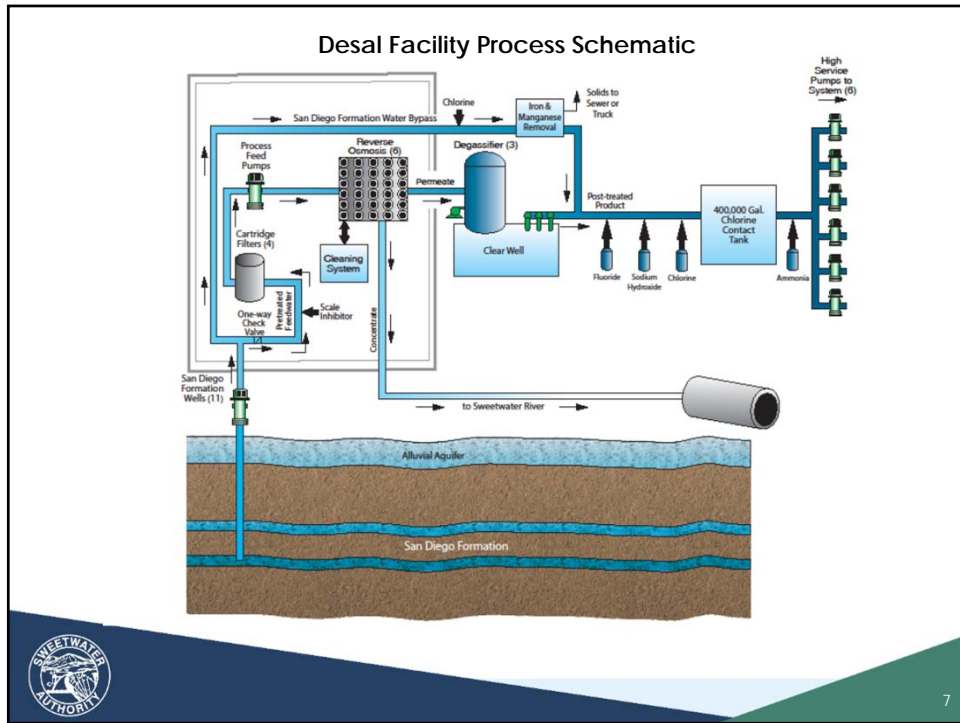 Desal Facility Process Schematic
High
Service
Pumps to
System (6)
Solids to
Sewer or
Truck
Chlorine
Iron &
Manganese
Removal
San Diego Formation Water Bypass
Process
Feed
Pumps
Reverse
Osmosis (6)
Degassifier (3)
Permeate
Post-treated
Product
400,000 Gal.
Chlorine
Contact
Tank
Cartridge
Filters (4)
Cleaning
System
Clear Well
Fluoride
Sodium
Hydroxide
Chlorine
Ammonia
Pretreated
Feedwater
Scale
Inhibitor
One-way
Check
Valve
Concentrate
San Diego
Formation
Wells (11)
to Sweetwater River
Alluvial Aquifer
San Diego Formation
SWEETWATER
AUTHORITY
7